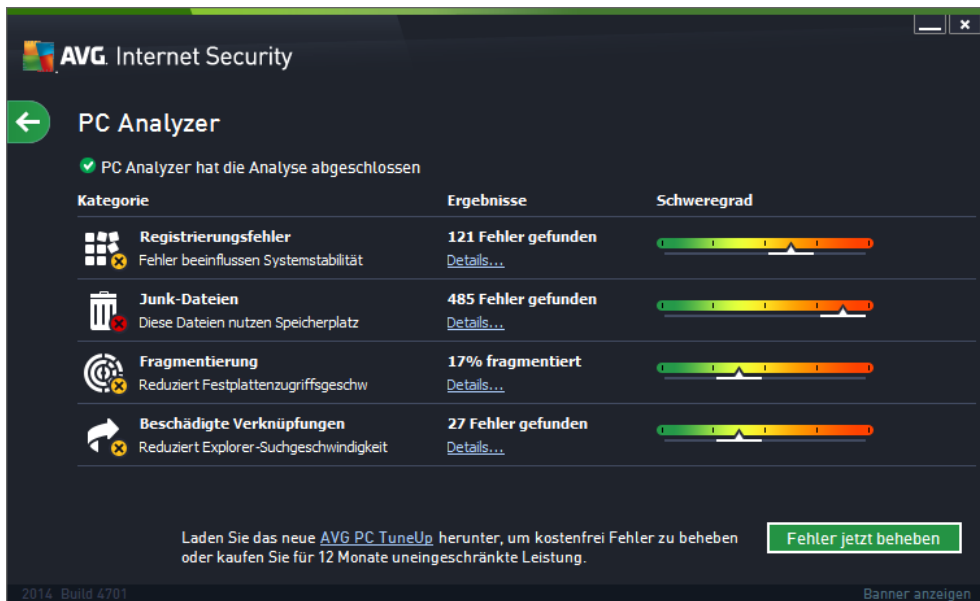 AVG. Internet Security
PC Analyzer
PC Analyzer hat die Analyse abgeschlossen
Kategorie Ergebnisse Schweregrad
Registrierungsfehler 121 Fehler gefunden
Fehler beeinflussen Systemstabilität Details...
Junk-Dateien 485 Fehler gefunden
Diese Dateien nutzen Speicherplatz Details...
Fragmentierung 17% fragmentiert
Reduziert Festplattenzugriffsgeschw Details...
Beschädigte Verknüpfungen 27 Fehler gefunden
Reduziert Explorer-Suchgeschwindigkeit Details...
Laden Sie das neue AVG PC TuneUp herunter, um kostenfrei Fehler zu beheben
oder kaufen Sie für 12 Monate uneingeschränkte Leistung.
Fehler jetzt beheben
2014 Build 4701 Banner anzeigen